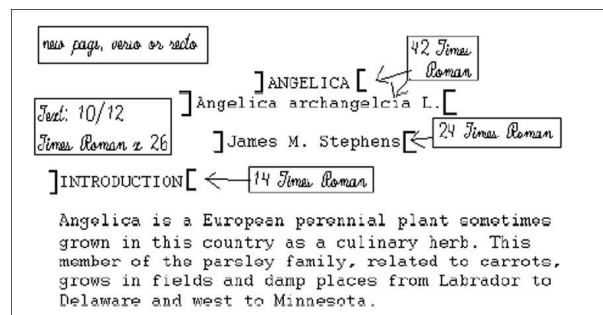 new page, verso or recto
42 Times
Roman
]ANGELICA[
]Angelica archangelcia L.[
Text: 10/12
Times Roman x 26
]James M. Stephens[
24 Times Roman
]INTRODUCTION[
14 Times Roman
Angelica is a European perennial plant sometimes
grown in this country as a culinary herb. This
member of the parsley family, related to carrots,
grows in fields and damp places from Labrador to
Delaware and west to Minnesota.